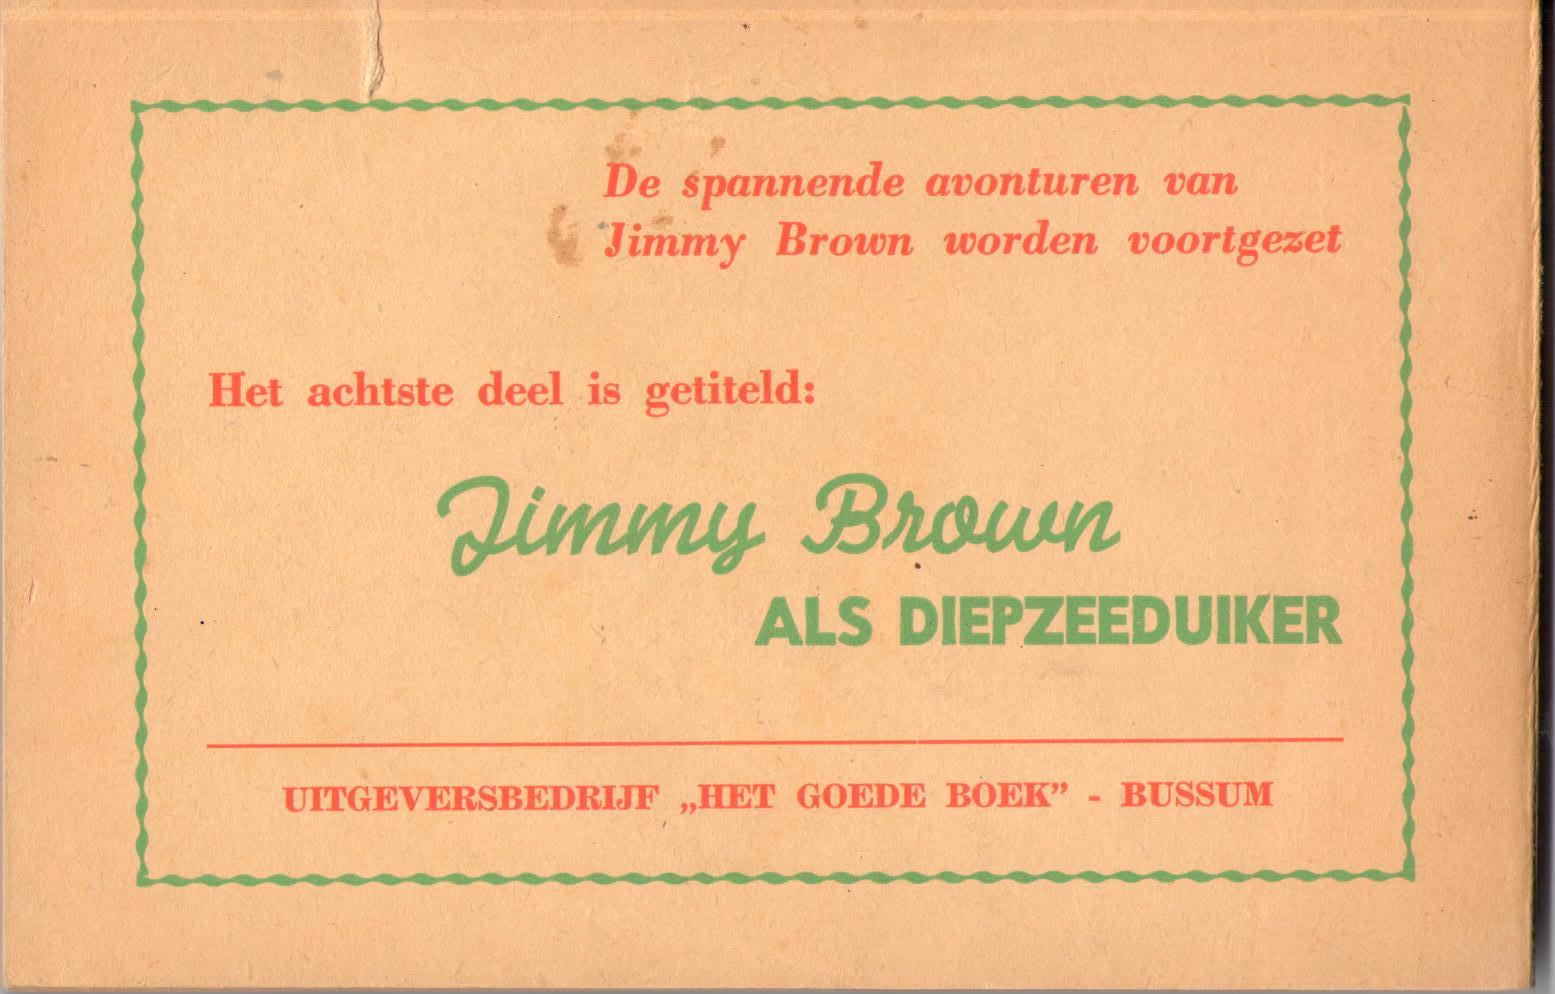 De spannende avonturen van
Jimmy Brown worden voortgezet
Het achtste deel is getiteld:
Jimmy Brown
ALS DIEPZEEDUIKER
UITGEVERSBEDRIJF „HET GOEDE BOEK” - BUSSUM